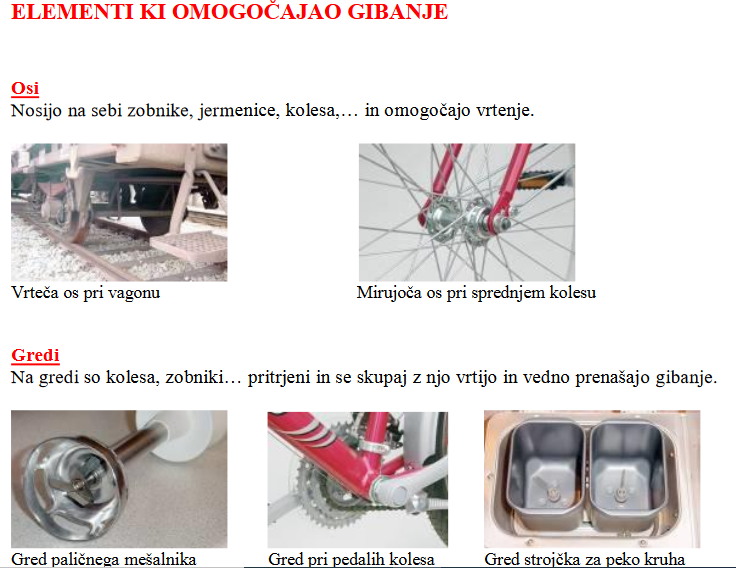 ELEMENTI KI OMOGOČAJAO GIBANJE
Osi
Nosijo na sebi zobnike, jermenice, kolesa,… in omogočajo vrtenje.
Vrteča os pri vagonu
Mirujoča os pri sprednjem kolesu
Gredi
Na gredi so kolesa, zobniki… pritrjeni in se skupaj z njo vrtijo in vedno prenašajo gibanje.
Gred paličnega mešalnika
Gred pri pedalih kolesa
Gred strojčka za peko kruha